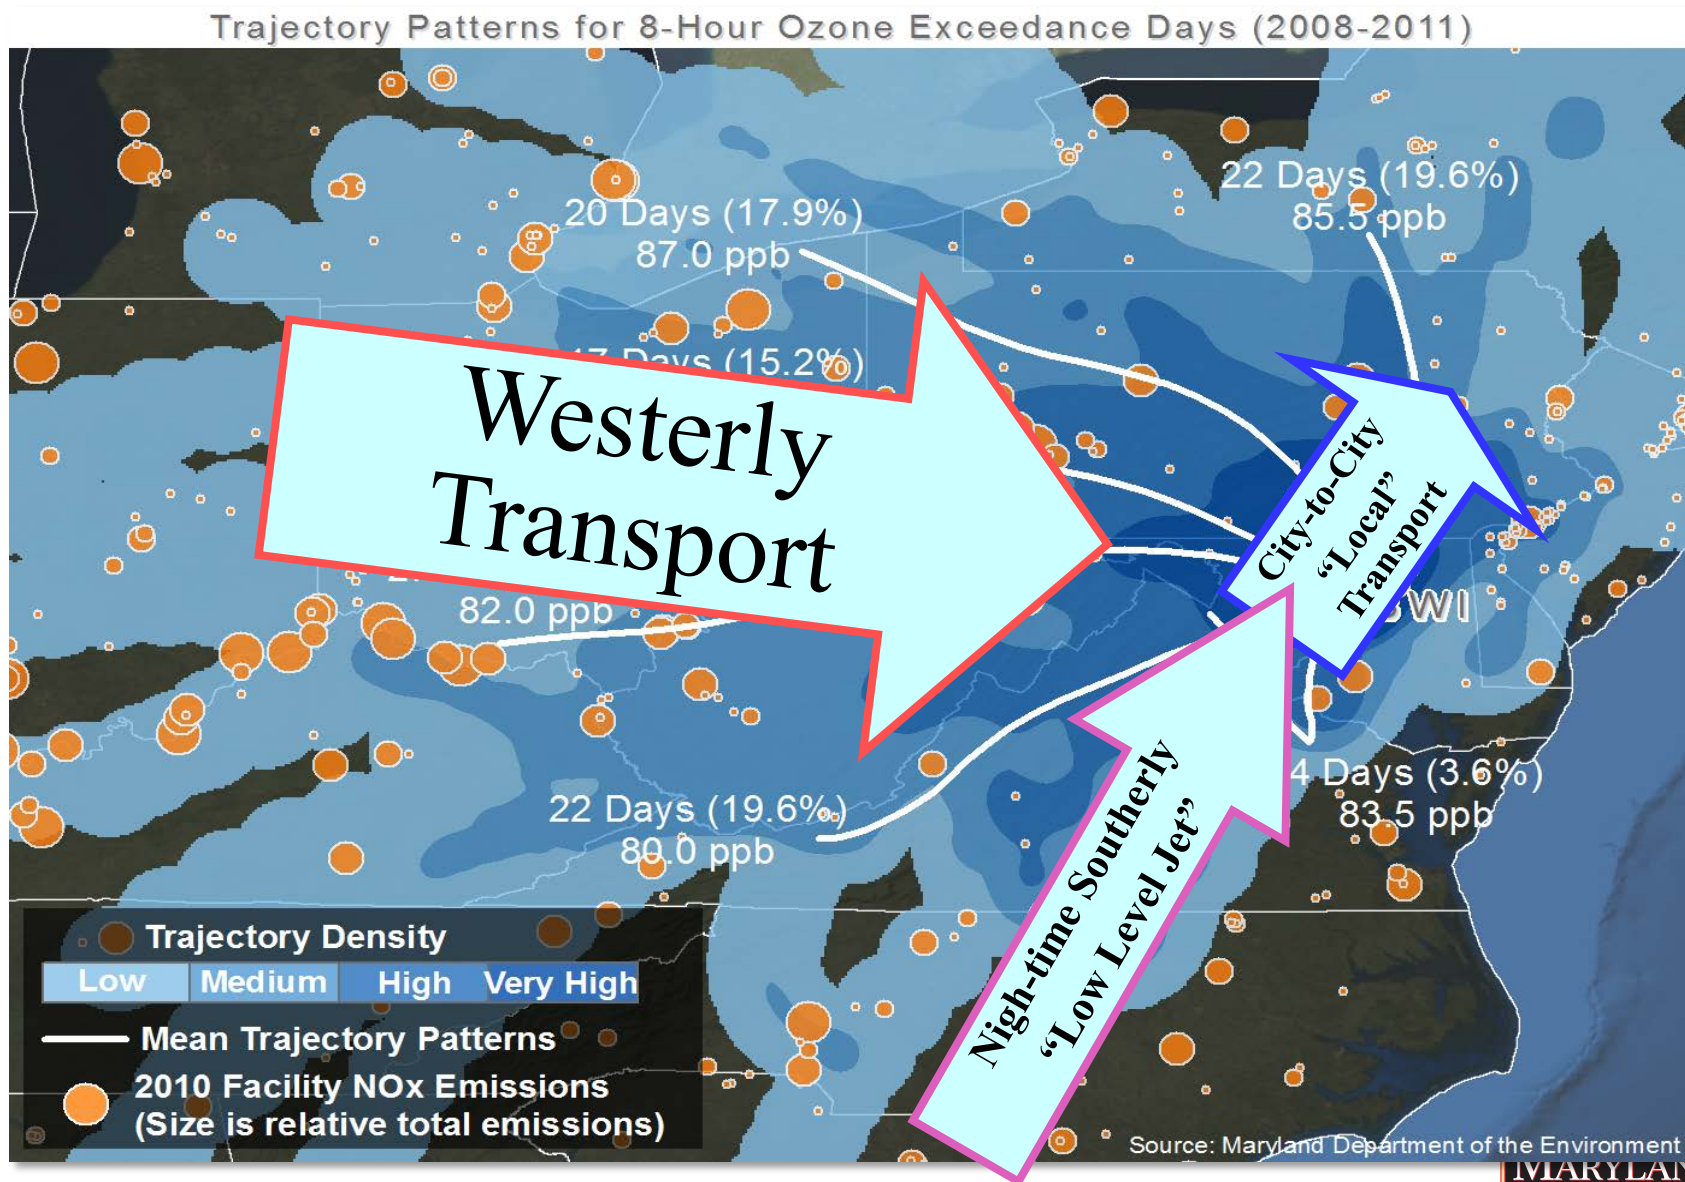 Trajectory Patterns for 8-Hour Ozone Exceedance Days (2008-2011)
22 Days (19.6%)
85.5 ppb
20 Days (17.9%)
87.0 ppb
17 Days (15.2%)
Westerly
Transport
City-to-City
“Local”
Transport
82.0 ppb
4 Days (3.6%)
83.5 ppb
22 Days (19.6%)
80.0 ppb
Nigh-time Southerly
“Low Level Jet”
Trajectory Density
Low Medium High Very High
Mean Trajectory Patterns
2010 Facility NOx Emissions
(Size is relative total emissions)
Source: Maryland Department of the Environment